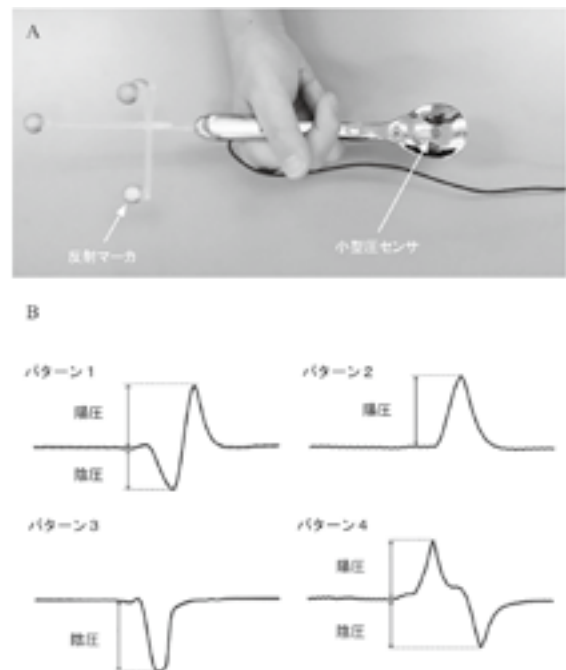 A
反射マーカ
小型圧センサ
B
パターン1
陽圧
陰圧
パターン2
陽圧
パターン3
陰圧
パターン4
陽圧
陰圧